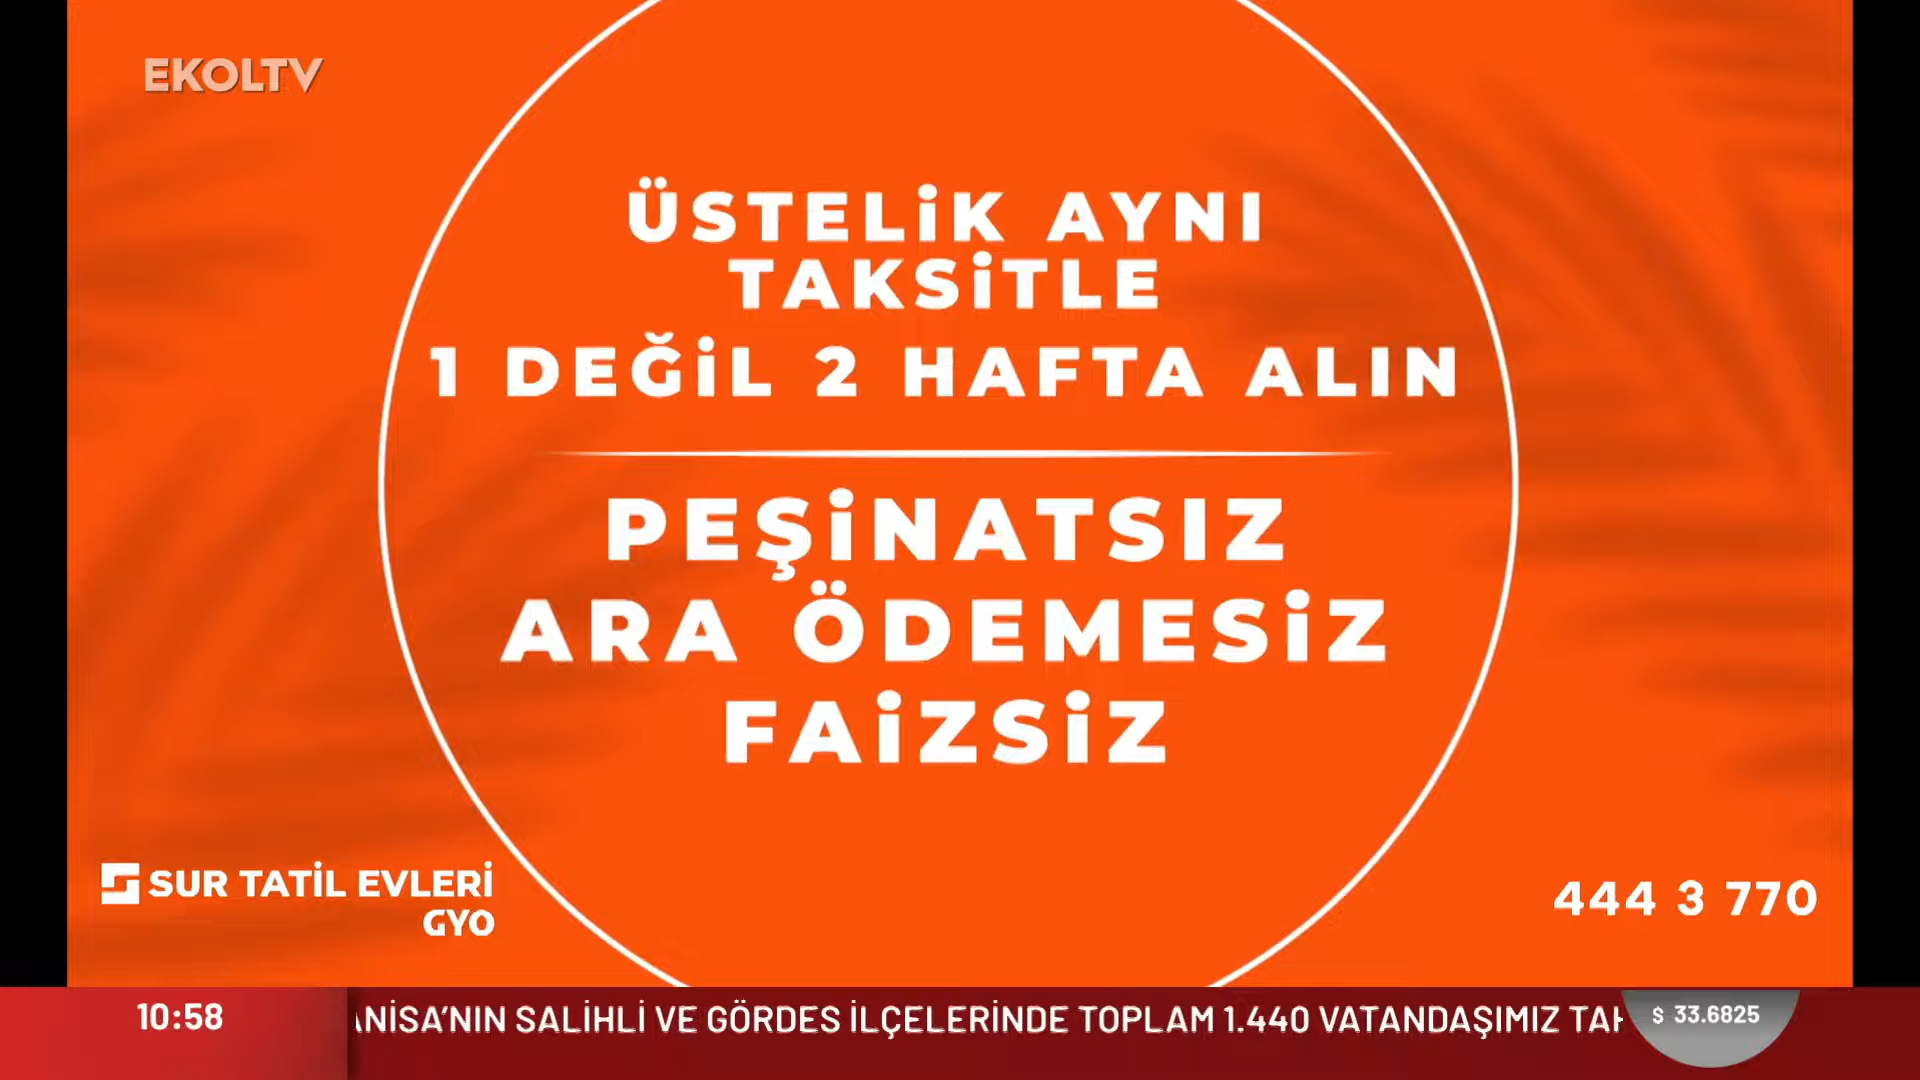 EKOLTV
ÜSTELİK AYNI
TAKSİTLE
1 DEĞİL 2 HAFTA ALIN
PEŞİNATSIZ
ARA ÖDEMESİZ
FAİZSİZ
SUR TATİL EVLERİ
GYO
444 3 770
10:58
ANİSA'NIN SALİHLİ VE GÖRDES İLÇELERİNDE TOPLAM 1.440 VATANDAŞIMIZ
$ 33.6825